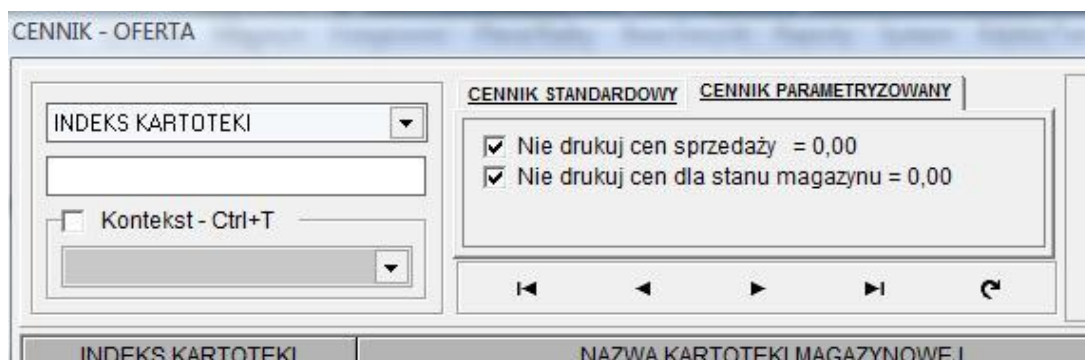 CENNIK - OFERTA
INDEKS KARTOTEKI
Kontekst - Ctrl+T
CENNIK STANDARDOWY CENNIK PARAMETRYZOWANY
Nie drukuj cen sprzedaży = 0,00
Nie drukuj cen dla stanu magazynu = 0,00
INDEKS KARTOTEKI NAZWA KARTOTEKI MAGAZYNOWEJ